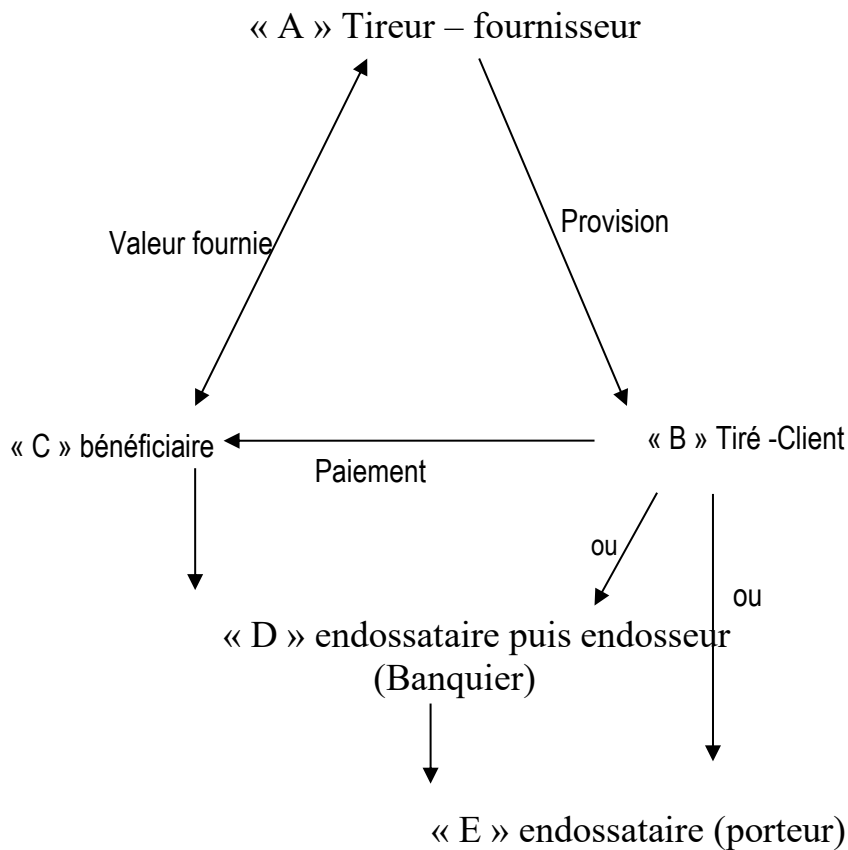 « A » Tireur – fournisseur
Valeur fournie
Provision
« C » bénéficiaire
« B » Tiré -Client
Paiement
ou
ou
« D » endossataire puis endosseur
(Banquier)
« E » endossataire (porteur)